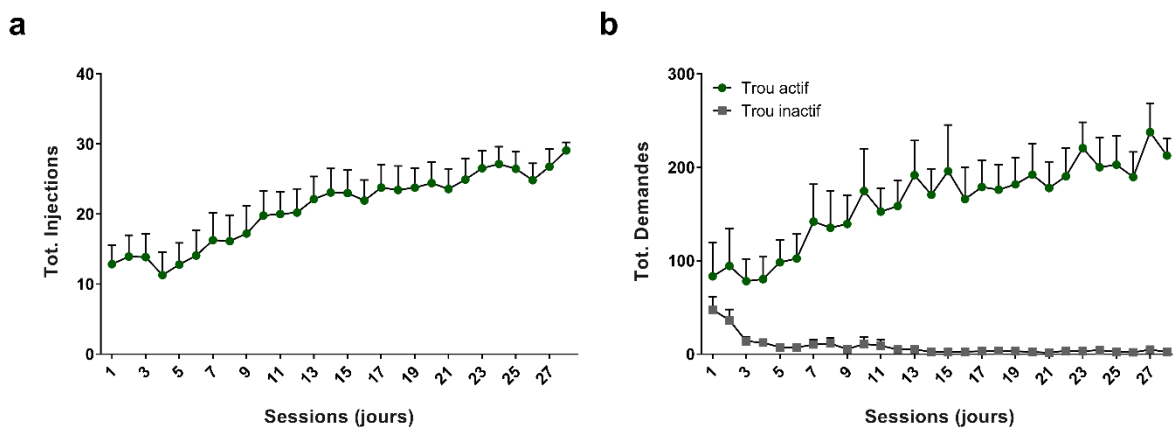 a
Tot. Injections
40
30
20
10
0
1 3 5 7 9 11 13 15 17 19 21 23 25 27
Sessions (jours)
b
Trou actif
Trou inactif
Tot. Demandes
300
200
100
0
1 3 5 7 9 11 13 15 17 19 21 23 25 27
Sessions (jours)